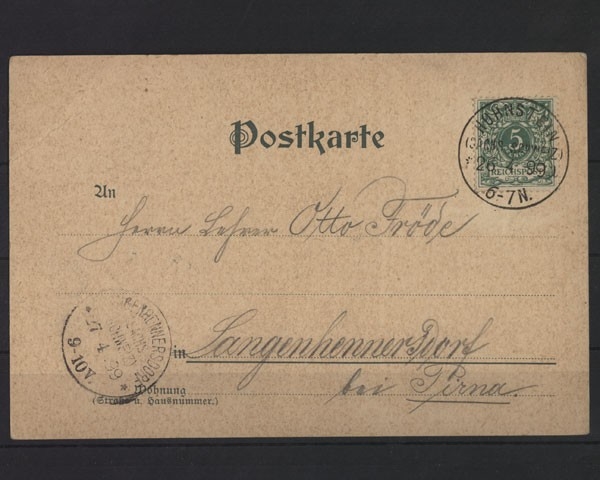 Postkarte
HOHNSTEIN
5
REICHSPOST
26 4 99
6-7N.
An
Herrn Lehrer Otto Fröde
LANGENHENNERSDORF
27 4 99
9-10V.
in Langenhennersdorf
bei Pirna.
Wohnung
(Straße u. Hausnummer.)